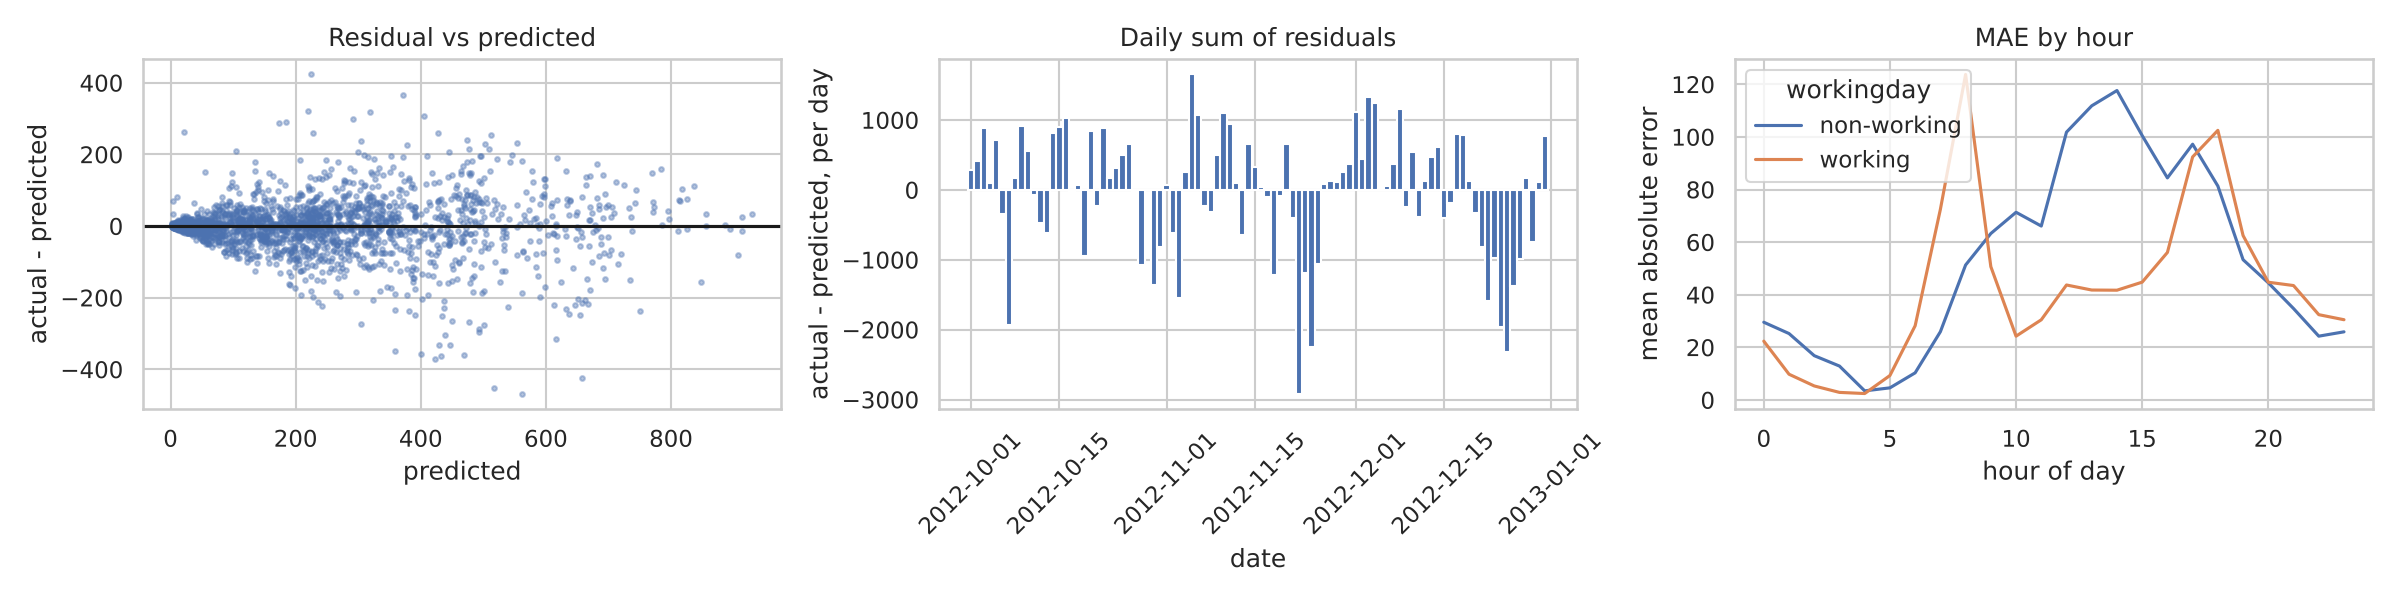 Residual vs predicted
400
200
0
−200
−400
actual - predicted
0
200
400
600
800
predicted
Daily sum of residuals
1000
0
−1000
−2000
−3000
actual - predicted, per day
2012-10-01
2012-10-15
2012-11-01
2012-11-15
2012-12-01
2012-12-15
2013-01-01
date
MAE by hour
workingday
non-working
working
120
100
80
60
40
20
0
mean absolute error
0
5
10
15
20
hour of day